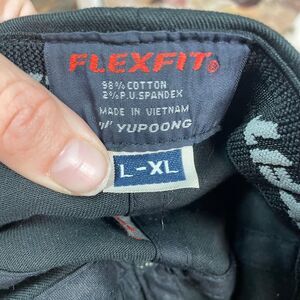 FLEXFIT®
98% COTTON
2% P.U.SPANDEX
MADE IN VIETNAM
YUPOONG
L-XL